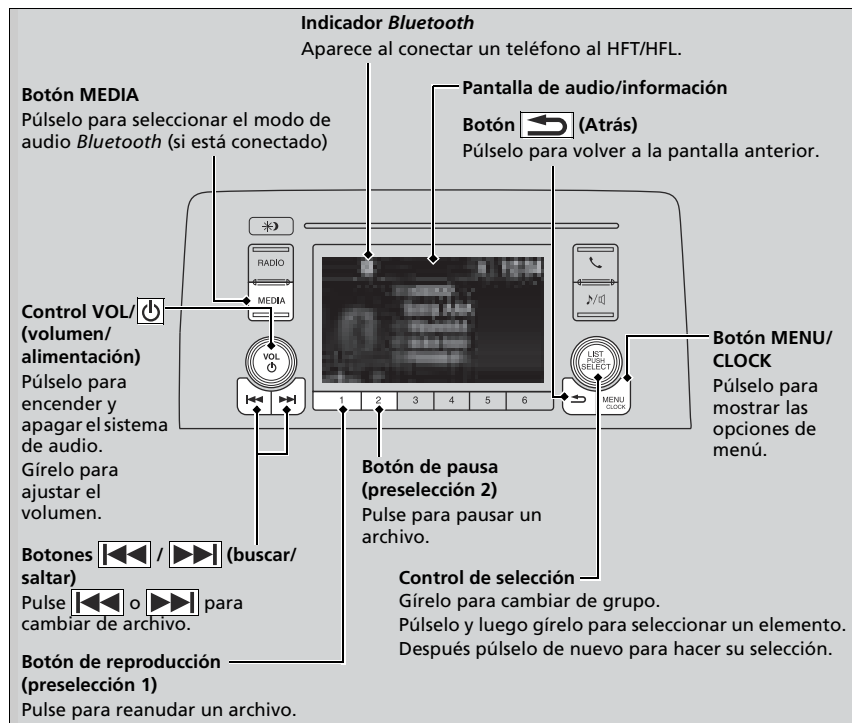 Indicador Bluetooth
Aparece al conectar un teléfono al HFT/HFL.
Botón MEDIA
Púlselo para seleccionar el modo de
audio Bluetooth (si está conectado)
Pantalla de audio/información
Botón (Atrás)
Púlselo para volver a la pantalla anterior.
RADIO
MEDIA
Control VOL/
(volumen/
alimentación)
Púlselo para
encender y
apagar el sistema
de audio.
Gírelo para
ajustar el
volumen.
VOL
LIST
PUSH
SELECT
1 2 3 4 5 6
MENU
CLOCK
Botón MENU/
CLOCK
Púlselo para
mostrar las
opciones de
menú.
Botón de pausa
(preselección 2)
Pulse para pausar un
archivo.
Botones / (buscar/
saltar)
Pulse o para
cambiar de archivo.
Control de selección
Gírelo para cambiar de grupo.
Púlselo y luego gírelo para seleccionar un elemento.
Después púlselo de nuevo para hacer su selección.
Botón de reproducción
(preselección 1)
Pulse para reanudar un archivo.